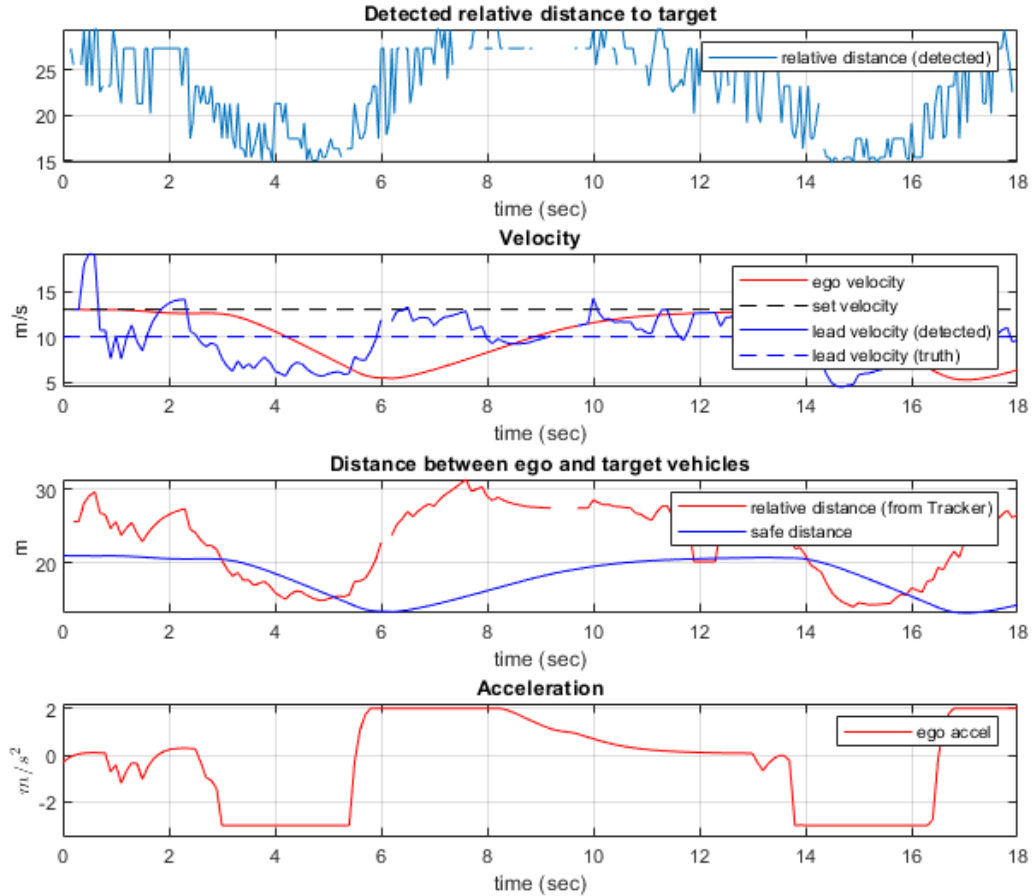 Detected relative distance to target
25
20
15
relative distance (detected)
0 2 4 6 8 10 12 14 16 18
time (sec)
Velocity
m/s
15
10
5
ego velocity
set velocity
lead velocity (detected)
lead velocity (truth)
0 2 4 6 8 10 12 14 16 18
time (sec)
Distance between ego and target vehicles
m
30
20
relative distance (from Tracker)
safe distance
0 2 4 6 8 10 12 14 16 18
time (sec)
Acceleration
m/s²
2
0
-2
ego accel
0 2 4 6 8 10 12 14 16 18
time (sec)